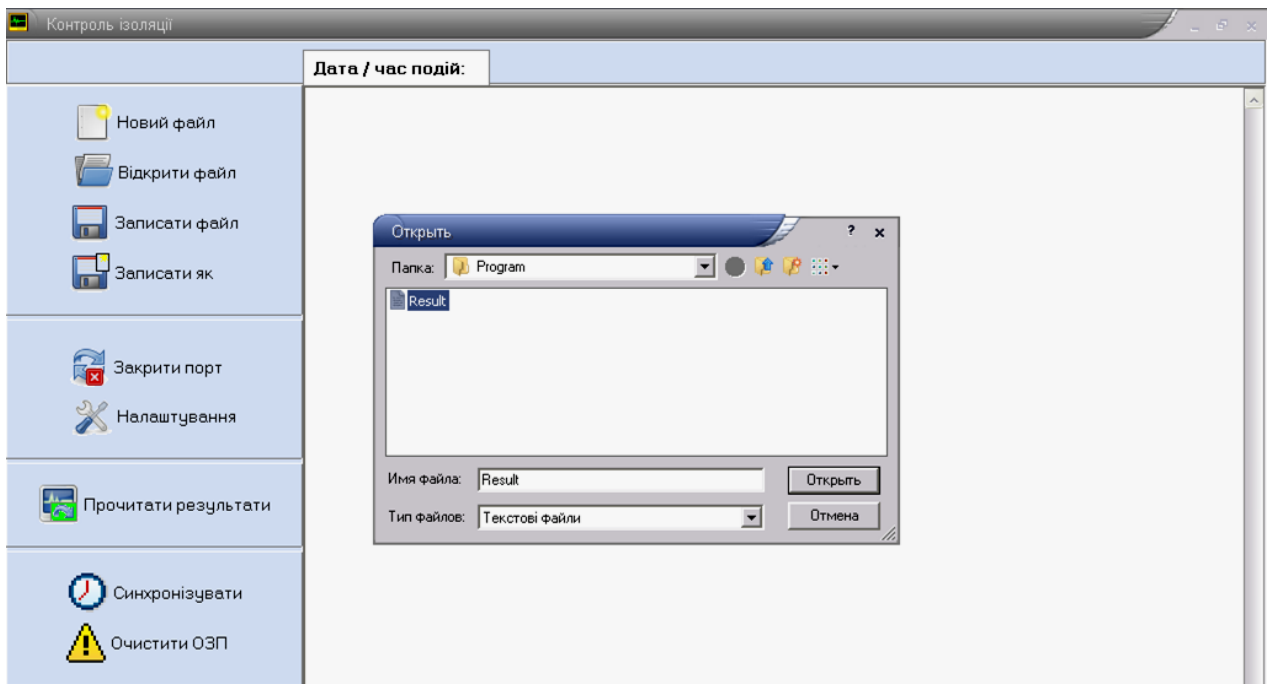 Контроль ізоляції
Дата / час подій:
Новий файл
Відкрити файл
Записати файл
Записати як
Закрити порт
Налаштування
Прочитати результати
Синхронізувати
Очистити ОЗП
Открыть
Папка: Program
Result
Имя файла: Result Открыть
Тип файлов: Текстові файли Отмена